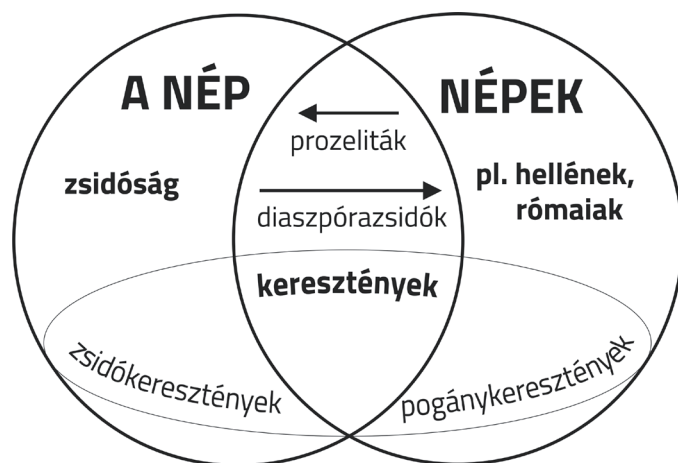 A NÉP
NÉPEK
prozeliták
zsidóság
pl. hellének,
rómaiak
diaszpórazsidók
keresztények
zsidókeresztények
pogánykeresztények